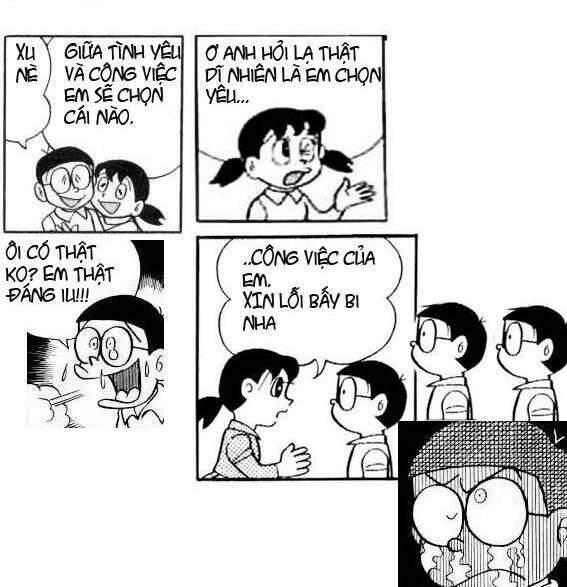 XU
NÈ
GIỮA TÌNH YÊU
VÀ CÔNG VIỆC
EM SẼ CHỌN
CÁI NÀO.
Ơ ANH HỎI LẠ THẬT
DĨ NHIÊN LÀ EM CHỌN
YÊU...
ÔI CÓ THẬT
KO? EM THẬT
ĐÁNG IU!!!
..CÔNG VIỆC CỦA
EM.
XIN LỖI BẤY BI
NHA